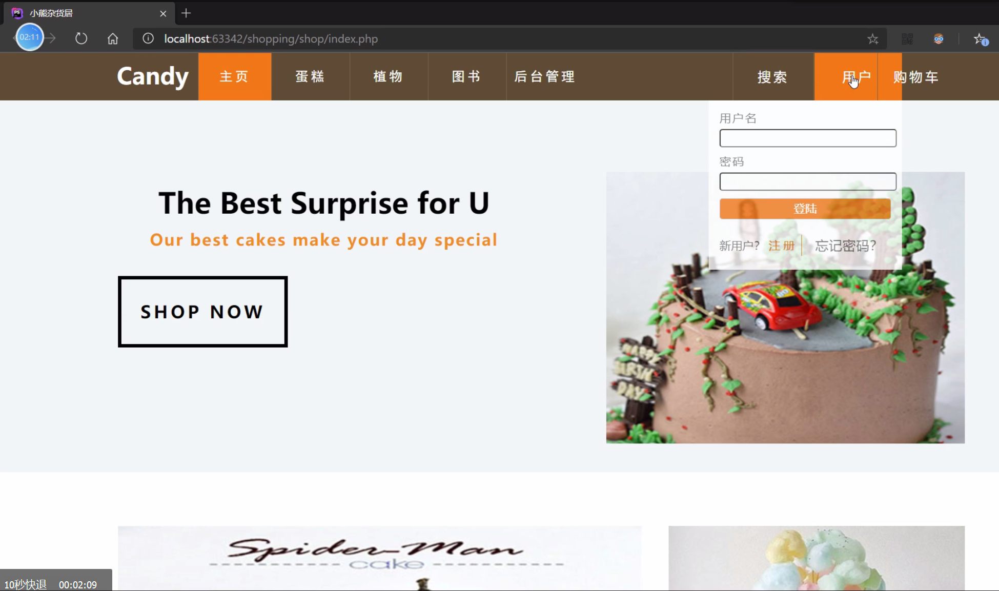 小熊杂货居
02:11
localhost:63342/shopping/shop/index.php
Candy 主页 蛋糕 植物 图书 后台管理 搜索 用户 购物车
用户名
密码
登陆
新用户? 注册 忘记密码?
The Best Surprise for U
Our best cakes make your day special
SHOP NOW
HAPPY
BIRTH
DAY
Spider-Man
cake
10秒快退 00:02:09